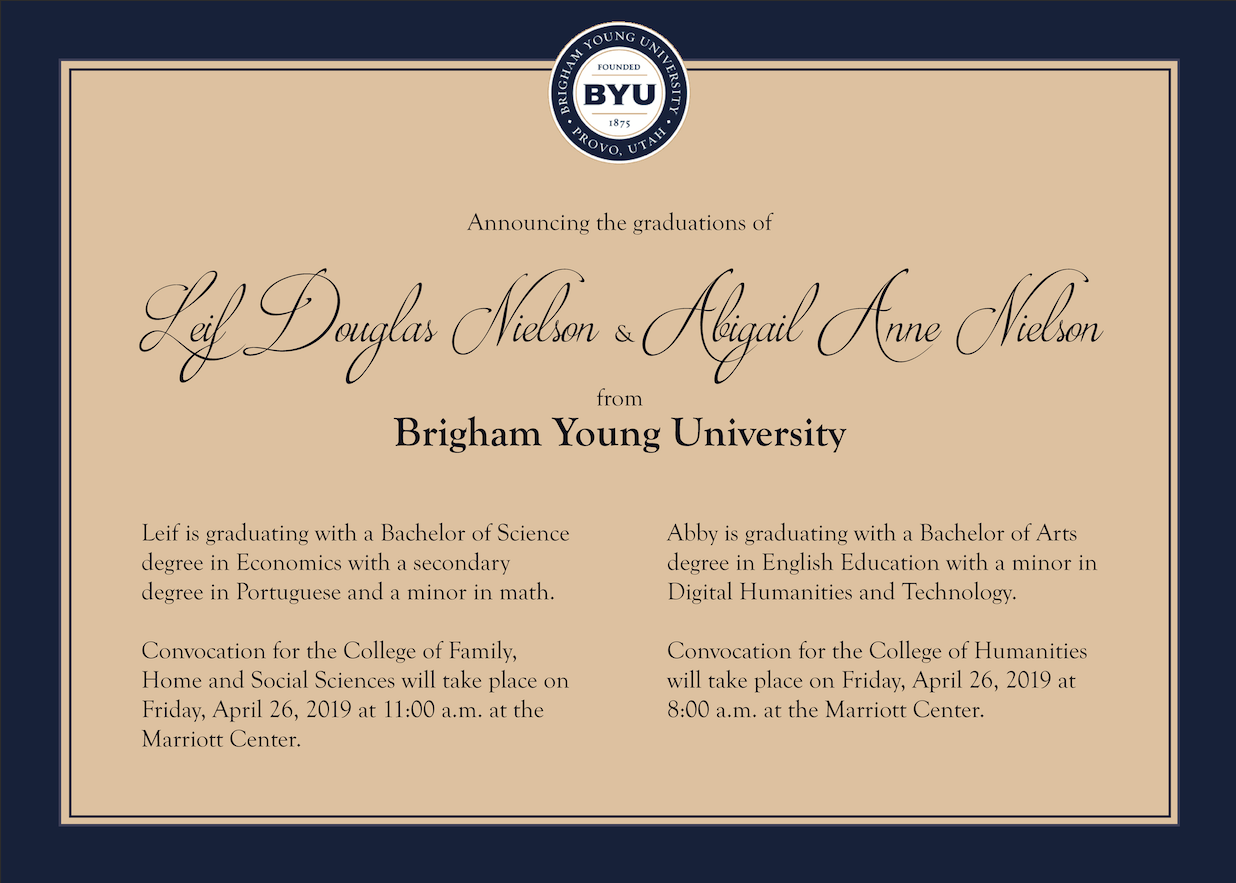 BRIGHAM YOUNG UNIVERSITY
FOUNDED
BYU
1875
• PROVO, UTAH •
Announcing the graduations of
Leif Douglas Nielson & Abigail Anne Nielson
from
Brigham Young University
Leif is graduating with a Bachelor of Science
degree in Economics with a secondary
degree in Portuguese and a minor in math.
Convocation for the College of Family,
Home and Social Sciences will take place on
Friday, April 26, 2019 at 11:00 a.m. at the
Marriott Center.
Abby is graduating with a Bachelor of Arts
degree in English Education with a minor in
Digital Humanities and Technology.
Convocation for the College of Humanities
will take place on Friday, April 26, 2019 at
8:00 a.m. at the Marriott Center.